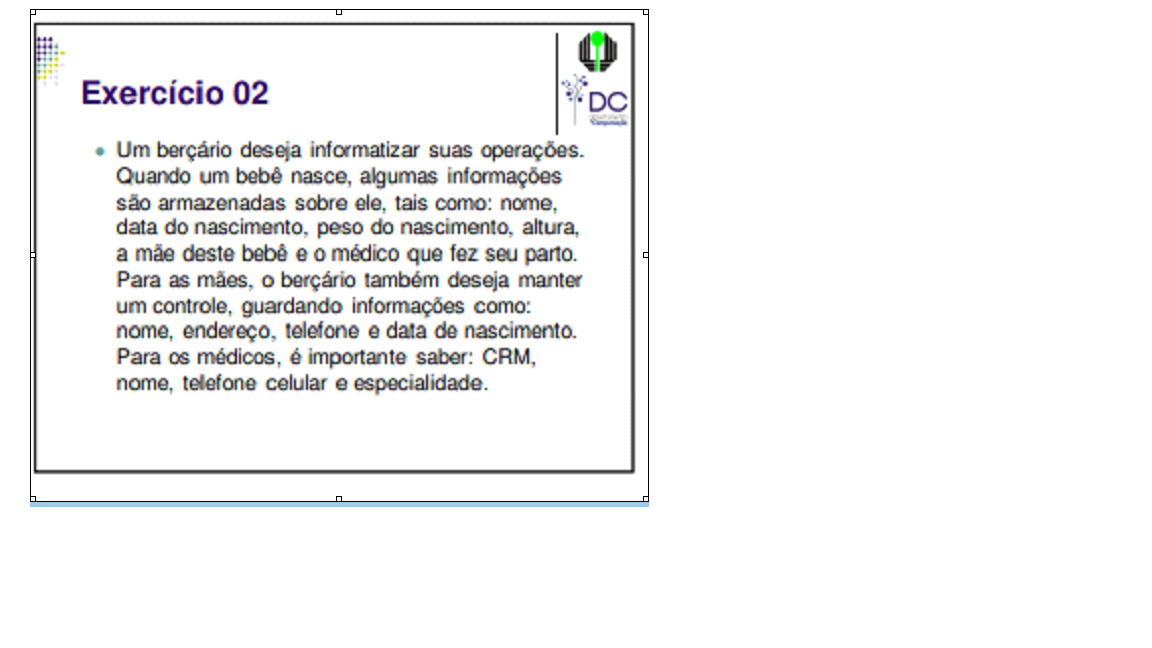 DC
Computação
Exercício 02
Um berçário deseja informatizar suas operações.
Quando um bebê nasce, algumas informações
são armazenadas sobre ele, tais como: nome,
data do nascimento, peso do nascimento, altura,
a mãe deste bebê e o médico que fez seu parto.
Para as mães, o berçário também deseja manter
um controle, guardando informações como:
nome, endereço, telefone e data de nascimento.
Para os médicos, é importante saber: CRM,
nome, telefone celular e especialidade.